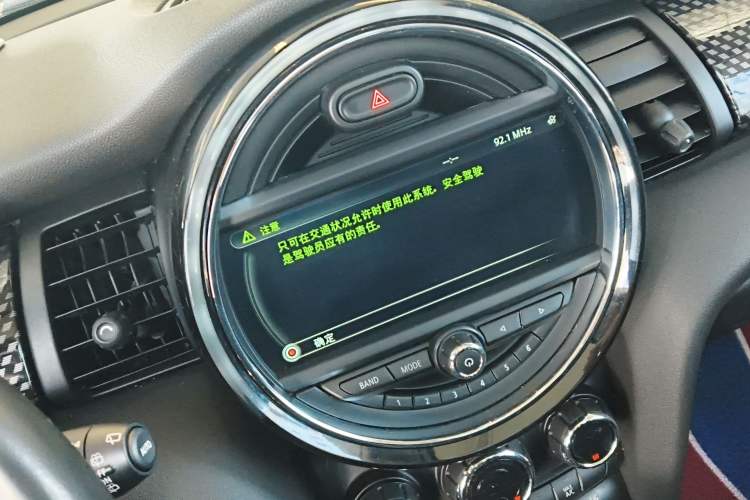 92.1 MHz
注意
只可在交通状况允许时使用此系统。安全驾驶
是驾驶员应有的责任。
确定
BAND
MODE
1 2 3 4 5 6
AUTO